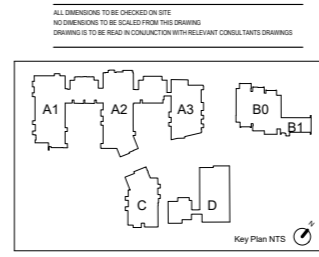 ALL DIMENSIONS TO BE CHECKED ON SITE
NO DIMENSIONS TO BE SCALED FROM THIS DRAWING
DRAWING IS TO BE READ IN CONJUNCTION WITH RELEVANT CONSULTANTS DRAWINGS
A1 A2 A3 B0
B1
C D
N
Key Plan NTS